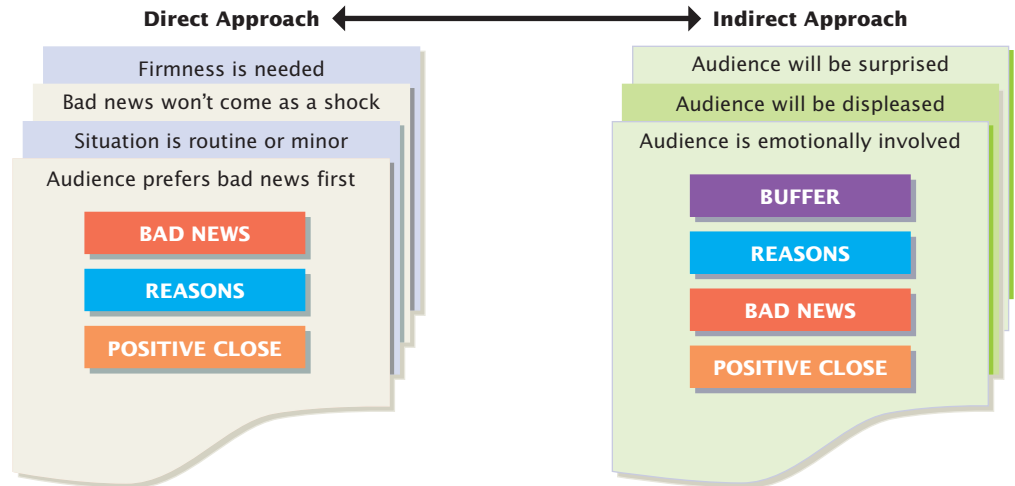 Direct Approach
Indirect Approach
Firmness is needed
Bad news won't come as a shock
Situation is routine or minor
Audience prefers bad news first
BAD NEWS
REASONS
POSITIVE CLOSE
Audience will be surprised
Audience will be displeased
Audience is emotionally involved
BUFFER
REASONS
BAD NEWS
POSITIVE CLOSE